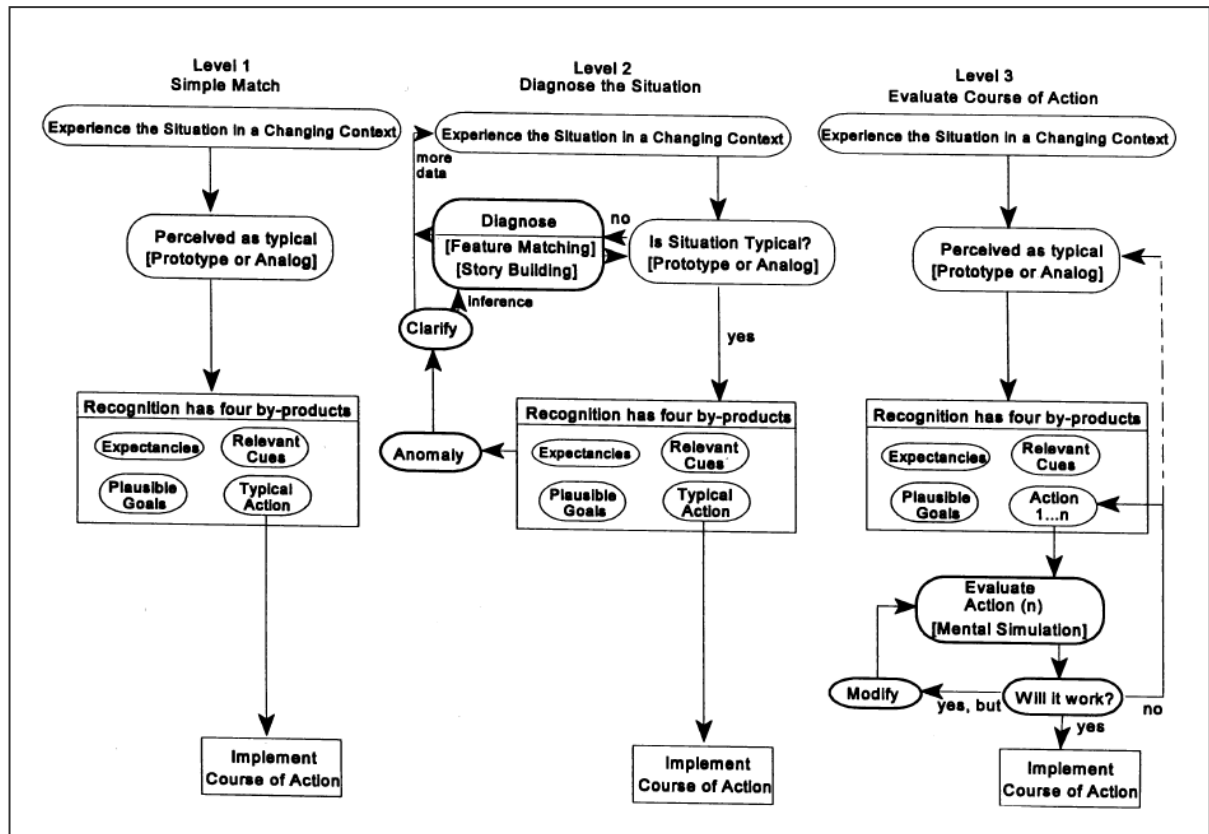 Level 1
Simple Match
Experience the Situation in a Changing Context
Perceived as typical
[Prototype or Analog]
Recognition has four by-products
Expectancies
Relevant
Cues
Plausible
Goals
Typical
Action
Implement
Course of Action
Level 2
Diagnose the Situation
Experience the Situation in a Changing Context
more
data
Diagnose
[Feature Matching]
[Story Building]
no
Is Situation Typical?
[Prototype or Analog]
inference
Clarify
yes
Anomaly
Recognition has four by-products
Expectancies
Relevant
Cues
Plausible
Goals
Typical
Action
Implement
Course of Action
Level 3
Evaluate Course of Action
Experience the Situation in a Changing Context
Perceived as typical
[Prototype or Analog]
Recognition has four by-products
Expectancies
Relevant
Cues
Plausible
Goals
Action
1...n
Evaluate
Action (n)
[Mental Simulation]
Modify
yes, but
Will it work?
no
yes
Implement
Course of Action